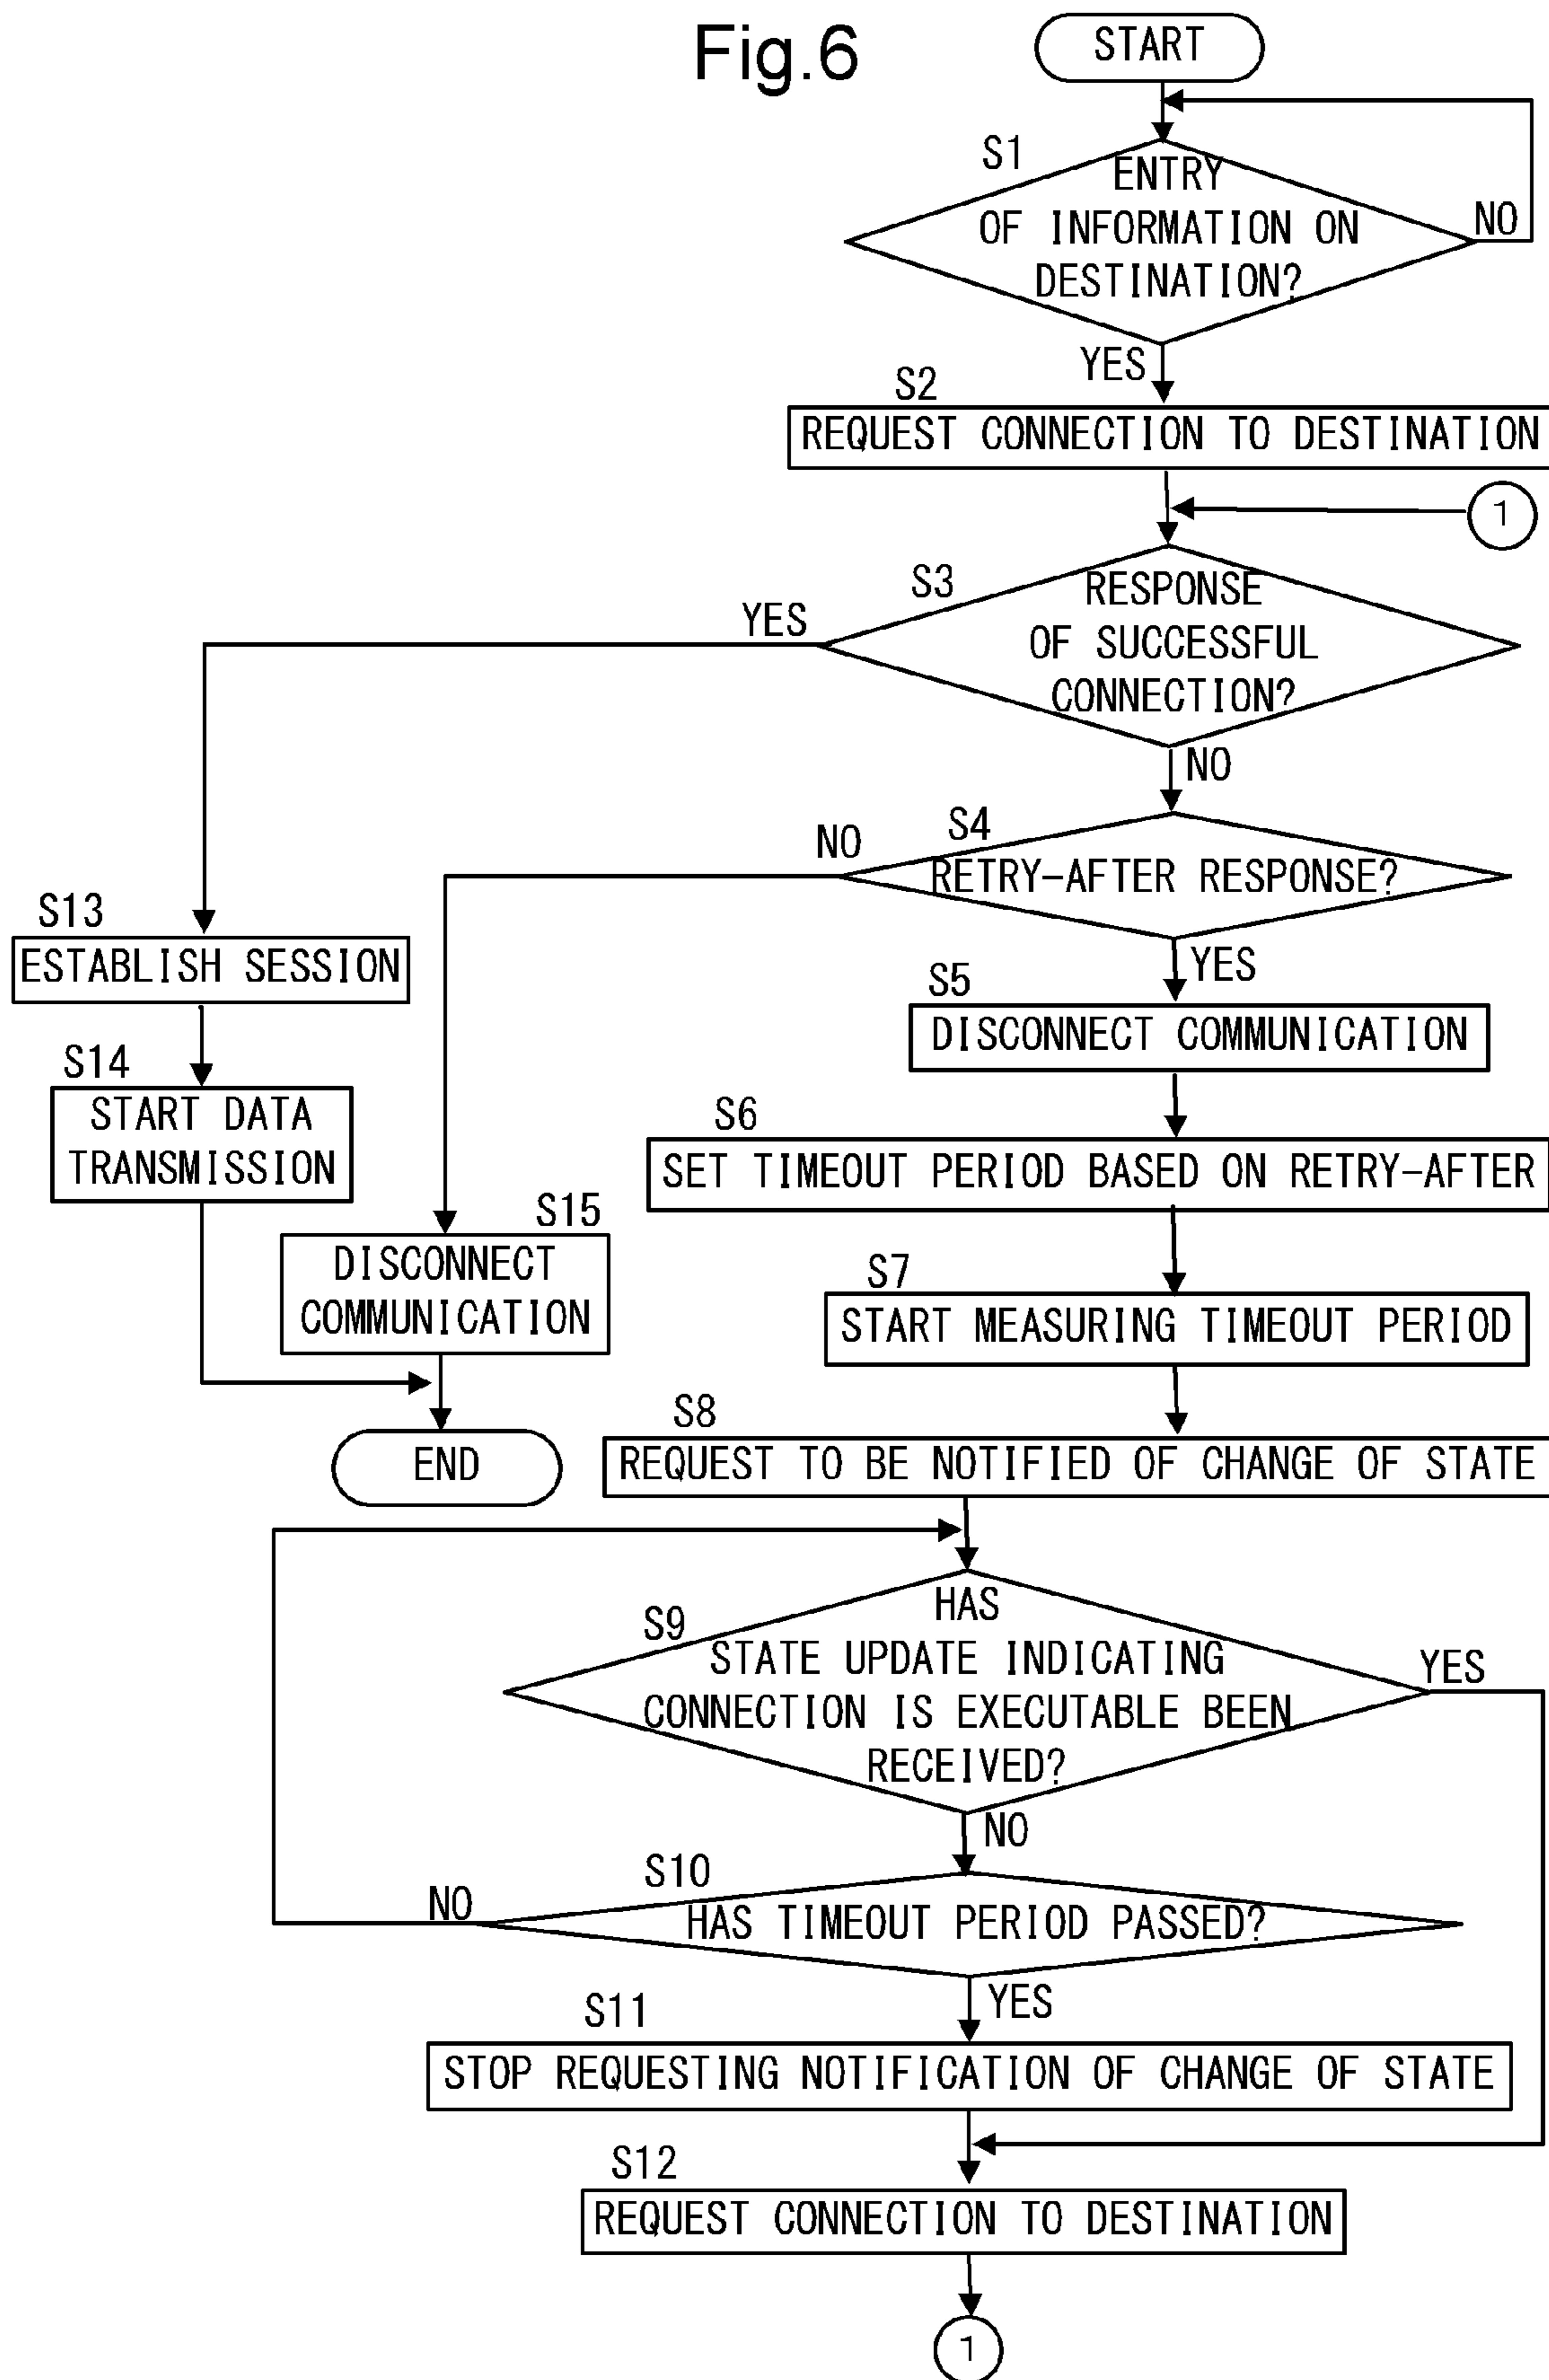 Fig.6
START
S1
ENTRY
OF INFORMATION ON
DESTINATION?
NO
YES
S2
REQUEST CONNECTION TO DESTINATION
1
S3
RESPONSE
OF SUCCESSFUL
CONNECTION?
YES
NO
S4
RETRY-AFTER RESPONSE?
NO
YES
S13
ESTABLISH SESSION
S5
DISCONNECT COMMUNICATION
S14
START DATA
TRANSMISSION
S6
SET TIMEOUT PERIOD BASED ON RETRY-AFTER
S15
DISCONNECT
COMMUNICATION
S7
START MEASURING TIMEOUT PERIOD
END
S8
REQUEST TO BE NOTIFIED OF CHANGE OF STATE
S9
HAS
STATE UPDATE INDICATING
CONNECTION IS EXECUTABLE BEEN
RECEIVED?
YES
NO
S10
HAS TIMEOUT PERIOD PASSED?
NO
YES
S11
STOP REQUESTING NOTIFICATION OF CHANGE OF STATE
S12
REQUEST CONNECTION TO DESTINATION
1